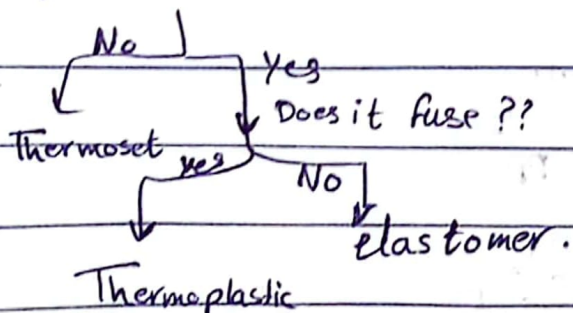 No
Yes
Does it fuse ??
Thermoset
yes
No
elastomer.
Thermoplastic